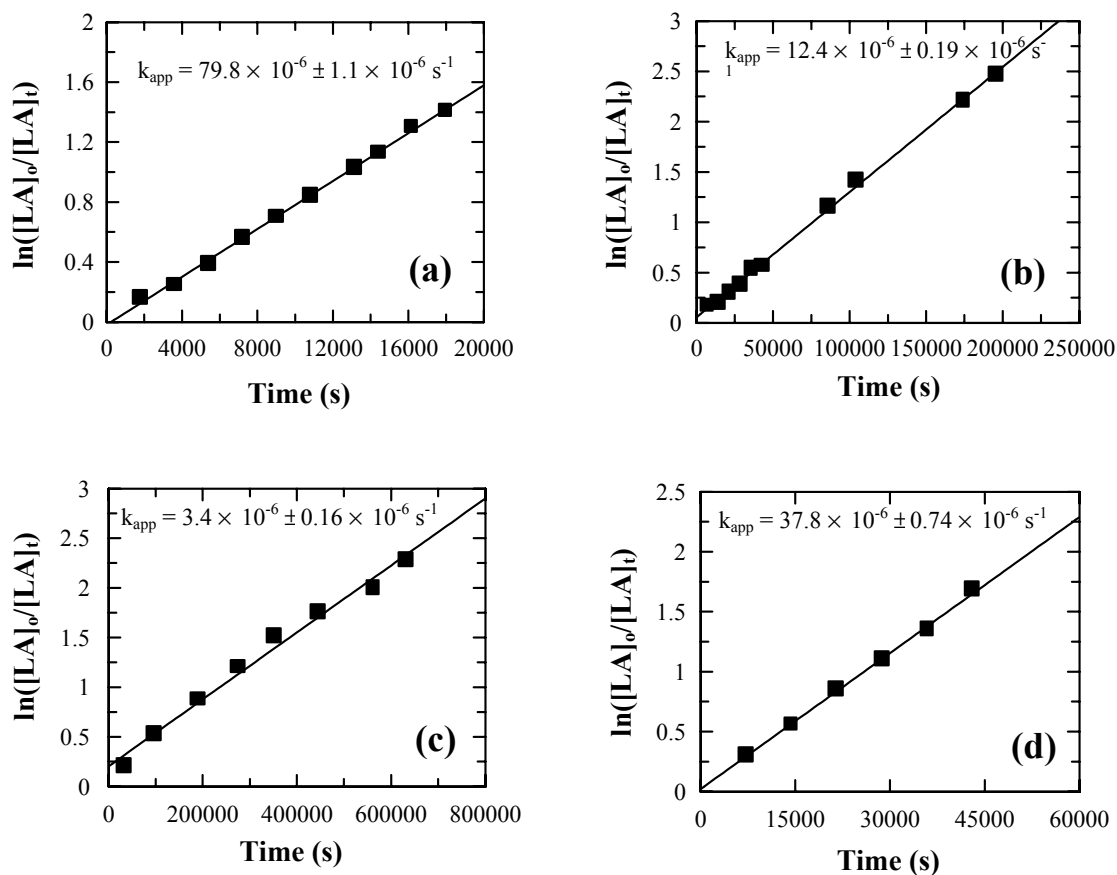 2
1.6
1.2
0.8
0.4
0
k_app = 79.8 × 10⁻⁶ ± 1.1 × 10⁻⁶ s⁻¹
ln([LA]ₒ/[LA]ₜ)
(a)
0 4000 8000 12000 16000 20000
Time (s)
3
2.5
2
1.5
1
0.5
0
k_app = 12.4 × 10⁻⁶ ± 0.19 × 10⁻⁶ s⁻
1
ln([LA]ₒ/[LA]ₜ)
(b)
0 50000 100000 150000 200000 250000
Time (s)
3
2.5
2
1.5
1
0.5
0
k_app = 3.4 × 10⁻⁶ ± 0.16 × 10⁻⁶ s⁻¹
ln([LA]ₒ/[LA]ₜ)
(c)
0 200000 400000 600000 800000
Time (s)
2.5
2
1.5
1
0.5
0
k_app = 37.8 × 10⁻⁶ ± 0.74 × 10⁻⁶ s⁻¹
ln([LA]ₒ/[LA]ₜ)
(d)
0 15000 30000 45000 60000
Time (s)